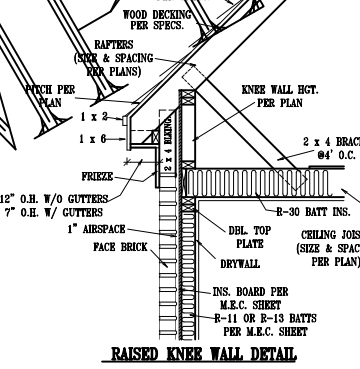 WOOD DECKING
PER SPECS.
RAFTERS
(SIZE & SPACING
PER PLANS)
PITCH PER
PLAN
KNEE WALL HGT.
PER PLAN
1 x 2
1 x 6
2 x 4 BLKING.
2 x 4 BRAC
@4' O.C.
FRIEZE
12" O.H. W/O GUTTERS
7" O.H. W/ GUTTERS
R-30 BATT INS.
1" AIRSPACE
FACE BRICK
DBL. TOP
PLATE
CEILING JOIS
(SIZE & SPAC
PER PLAN)
DRYWALL
INS. BOARD PER
M.E.C. SHEET
R-11 OR R-13 BATTS
PER M.E.C. SHEET
RAISED KNEE WALL DETAIL